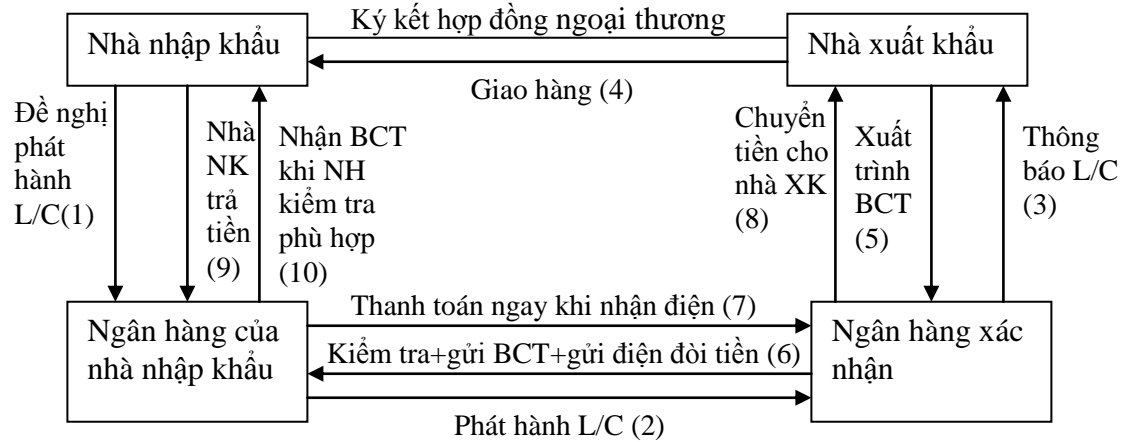 Nhà nhập khẩu
Ký kết hợp đồng ngoại thương
Nhà xuất khẩu
Giao hàng (4)
Đề nghị
phát
hành
L/C(1)
Nhà
NK
trả
tiền
(9)
Nhận BCT
khi NH
kiểm tra
phù hợp
(10)
Chuyển
tiền cho
nhà XK
(8)
Xuất
trình
BCT
(5)
Thông
báo L/C
(3)
Ngân hàng của
nhà nhập khẩu
Thanh toán ngay khi nhận điện (7)
Kiểm tra+gửi BCT+gửi điện đòi tiền (6)
Phát hành L/C (2)
Ngân hàng xác
nhận